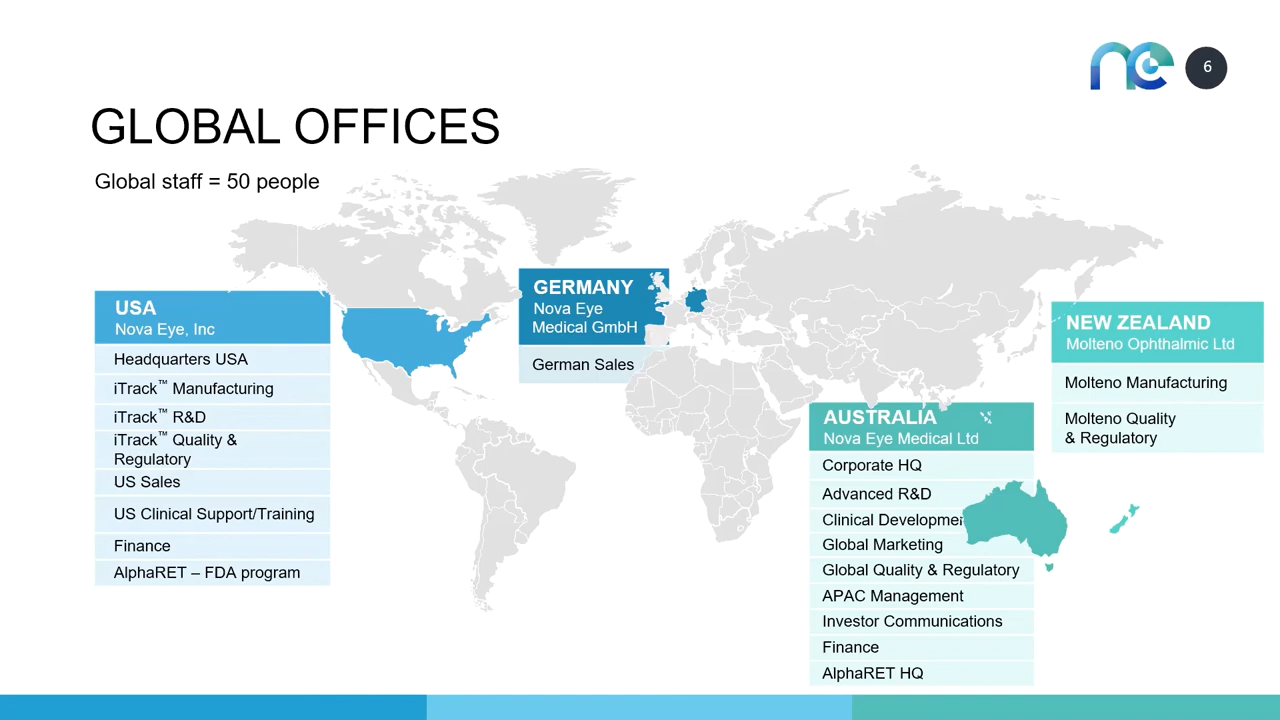 ne
6
GLOBAL OFFICES
Global staff = 50 people
USA
Nova Eye, Inc
Headquarters USA
iTrack™ Manufacturing
iTrack™ R&D
iTrack™ Quality &
Regulatory
US Sales
US Clinical Support/Training
Finance
AlphaRET – FDA program
GERMANY
Nova Eye
Medical GmbH
German Sales
AUSTRALIA
Nova Eye Medical Ltd
Corporate HQ
Advanced R&D
Clinical Developme
Global Marketing
Global Quality & Regulatory
APAC Management
Investor Communications
Finance
AlphaRET HQ
NEW ZEALAND
Molteno Ophthalmic Ltd
Molteno Manufacturing
Molteno Quality
& Regulatory